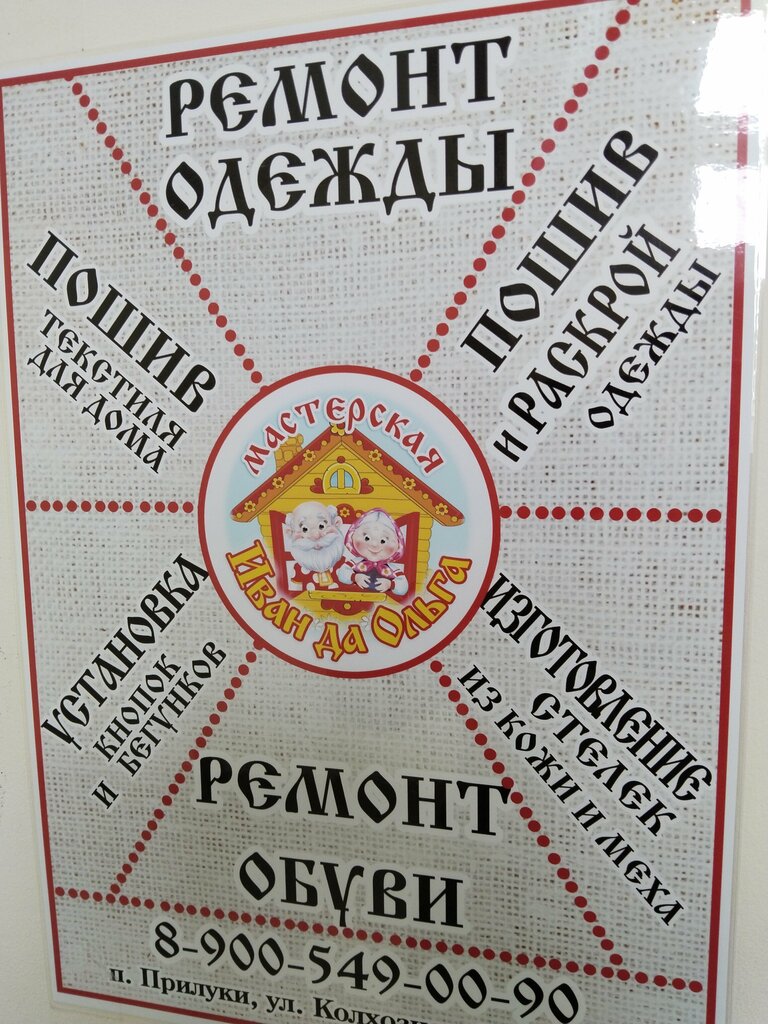 РЕМОНТ
ОДЕЖДЫ
ПОШИВ
ТЕКСТИЛЯ
ДЛЯ ДОМА
ПОШИВ
И РАСКРОЙ
ОДЕЖДЫ
МАСТЕРСКАЯ
Иван да Ольга
УСТАНОВКА
КНОПОК
И БЕГУНКОВ
ИЗГОТОВЛЕНИЕ
СТЕЛЕК
ИЗ КОЖИ И МЕХА
РЕМОНТ
ОБУВИ
8-900-549-00-90
п. Прилуки, ул.